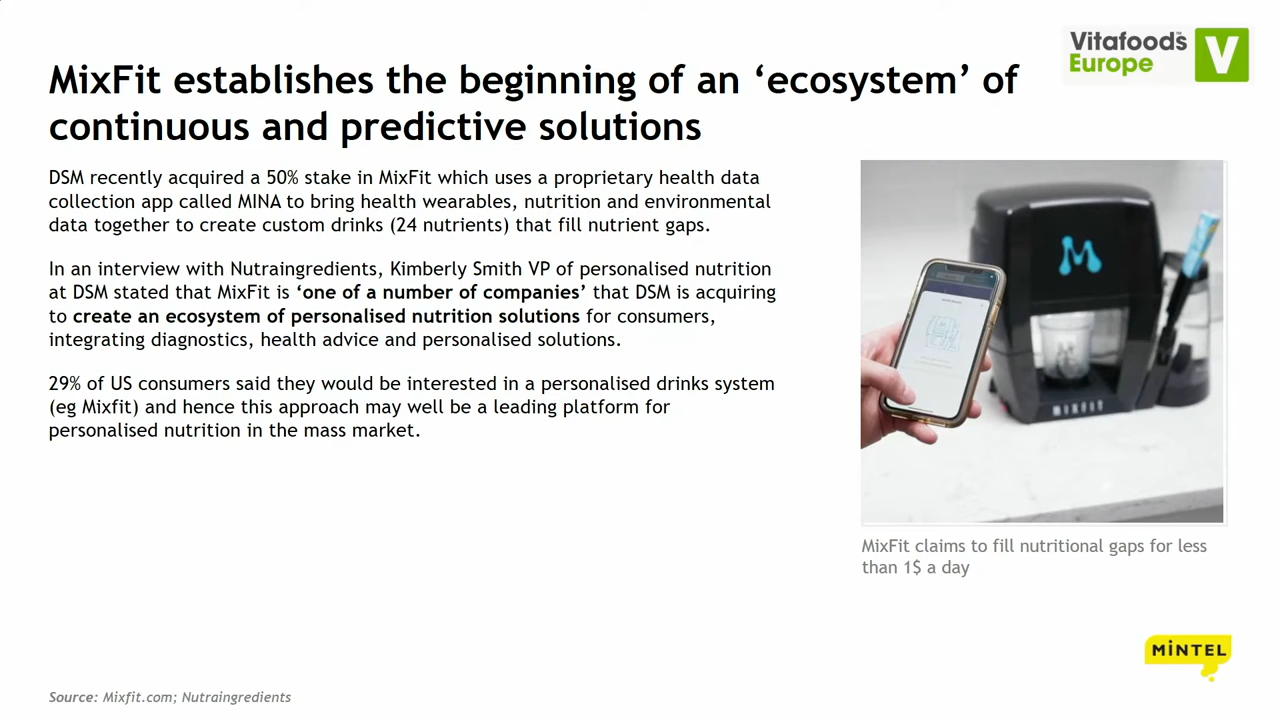 Vitafoods™
Europe
V
MixFit establishes the beginning of an ‘ecosystem’ of
continuous and predictive solutions
DSM recently acquired a 50% stake in MixFit which uses a proprietary health data
collection app called MINA to bring health wearables, nutrition and environmental
data together to create custom drinks (24 nutrients) that fill nutrient gaps.
In an interview with Nutraingredients, Kimberly Smith VP of personalised nutrition
at DSM stated that MixFit is ‘one of a number of companies’ that DSM is acquiring
to create an ecosystem of personalised nutrition solutions for consumers,
integrating diagnostics, health advice and personalised solutions.
29% of US consumers said they would be interested in a personalised drinks system
(eg Mixfit) and hence this approach may well be a leading platform for
personalised nutrition in the mass market.
MIXFIT
MixFit claims to fill nutritional gaps for less
than 1$ a day
MiNTEL
Source: Mixfit.com; Nutraingredients